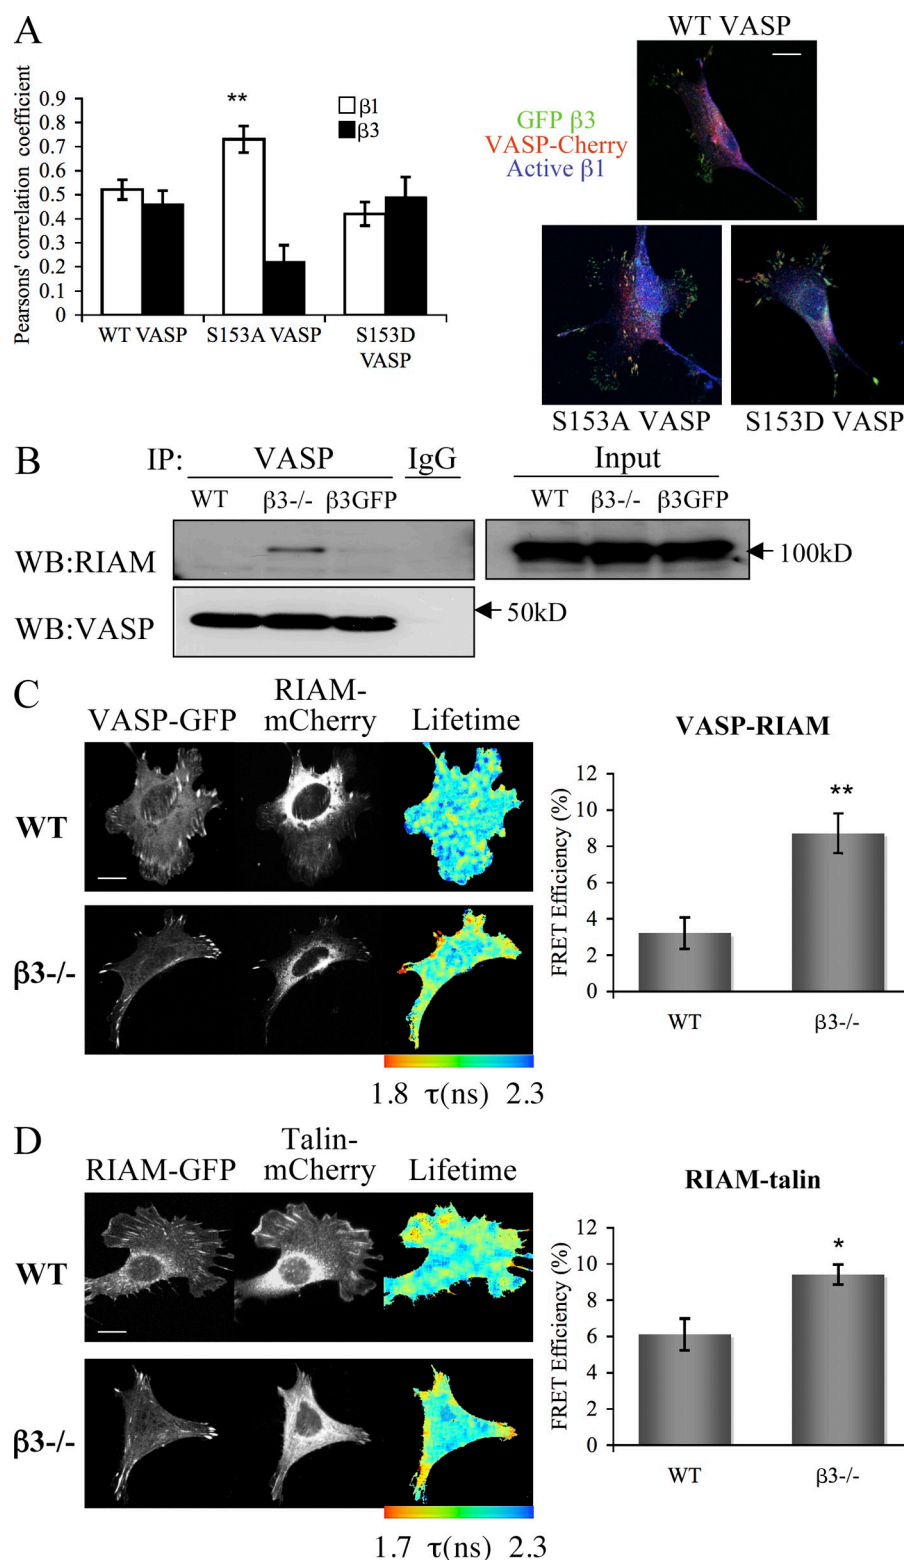 A
Pearsons' correlation coefficient
0.9
0.8
0.7
0.6
0.5
0.4
0.3
0.2
0.1
0
**
β1
β3
WT VASP
S153A VASP
S153D
VASP
WT VASP
GFP β3
VASP-Cherry
Active β1
S153A VASP
S153D VASP
B
IP: VASP IgG Input
WT β3-/- β3GFP WT β3-/- β3GFP
WB:RIAM
100kD
WB:VASP
50kD
C
VASP-GFP
RIAM-
mCherry
Lifetime
WT
β3-/-
1.8 τ(ns) 2.3
VASP-RIAM
FRET Efficiency (%)
12
10
8
6
4
2
0
**
WT
β3-/-
D
RIAM-GFP
Talin-
mCherry
Lifetime
WT
β3-/-
1.7 τ(ns) 2.3
RIAM-talin
FRET Efficiency (%)
12
10
8
6
4
2
0
*
WT
β3-/-